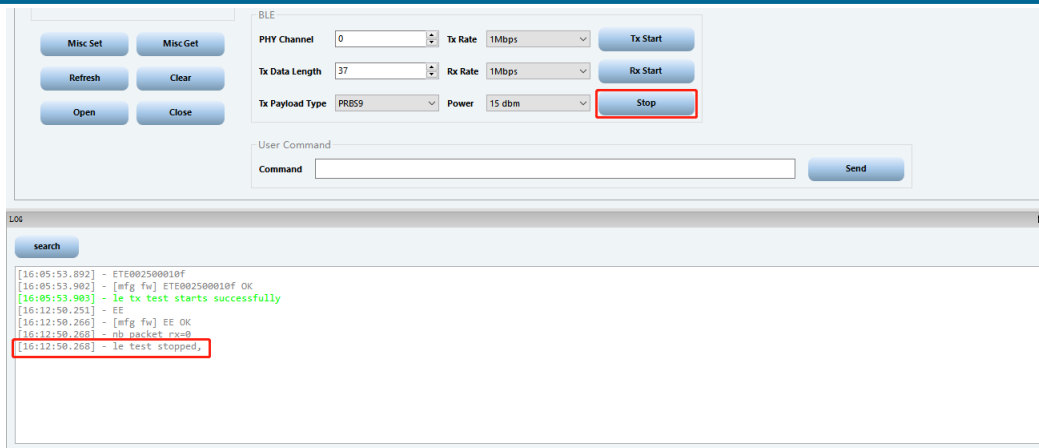 BLE
Misc Set Misc Get PHY Channel 0 Tx Rate 1Mbps Tx Start
Refresh Clear Tx Data Length 37 Rx Rate 1Mbps Rx Start
Open Close Tx Payload Type PRBS9 Power 15 dbm Stop
User Command
Command Send
LOG
search
[16:05:53.892] - ETE002500010f
[16:05:53.902] - [mfg fw] ETE002500010f OK
[16:05:53.903] - le tx test starts successfully
[16:12:50.251] - EE
[16:12:50.266] - [mfg fw] EE OK
[16:12:50.268] - nb packet rx=0
[16:12:50.268] - le test stopped,